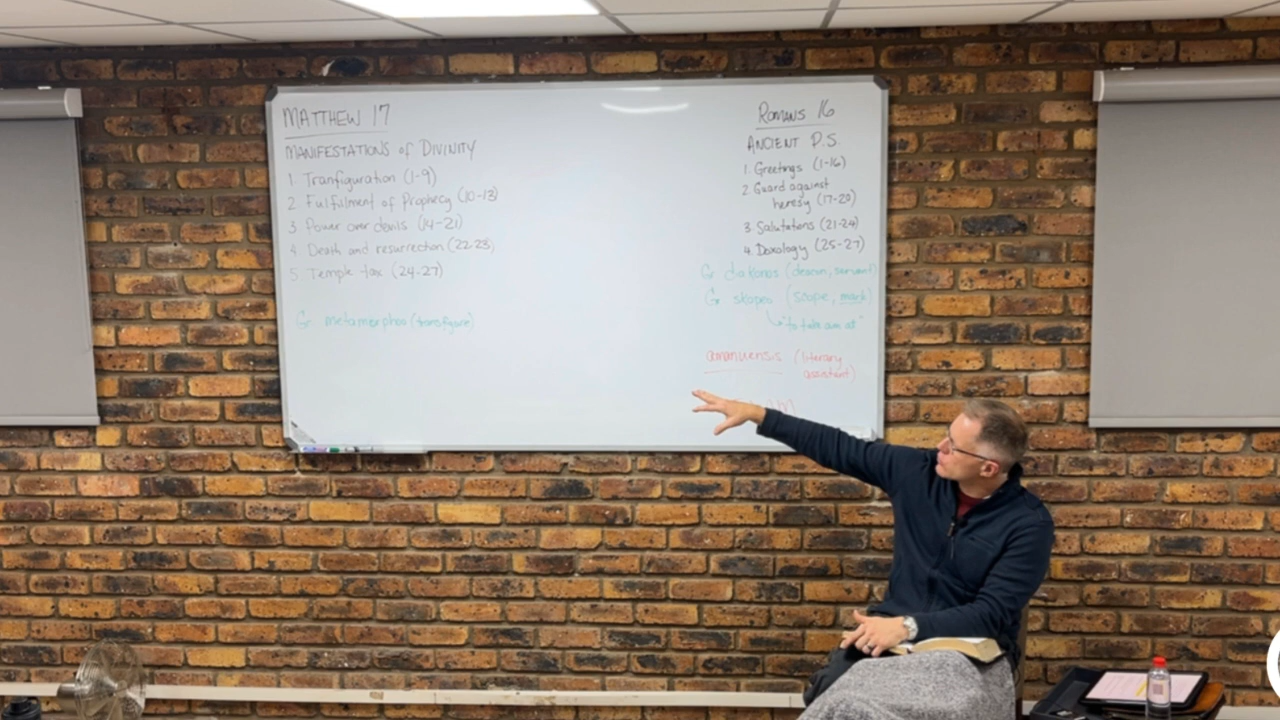 MATTHEW 17
MANIFESTATIONS of DIVINITY
1. Tranfiguration (1-9)
2. Fulfilment of Prophecy (10-13)
3. Power over devils (14-21)
4. Death and resurrection (22-23)
5. Temple tax (24-27)
Gr. metamorphoo (transfigure)
Romans 16
ANCIENT P.S.
1. Greetings (1-16)
2. Guard against
heresy (17-20)
3. Salutations (21-24)
4. Doxology (25-27)
Gr. diakonos (deacon, servant)
Gr. skopeo (scope, mark)
"to take aim at"
amanuensis (literary
assistant)